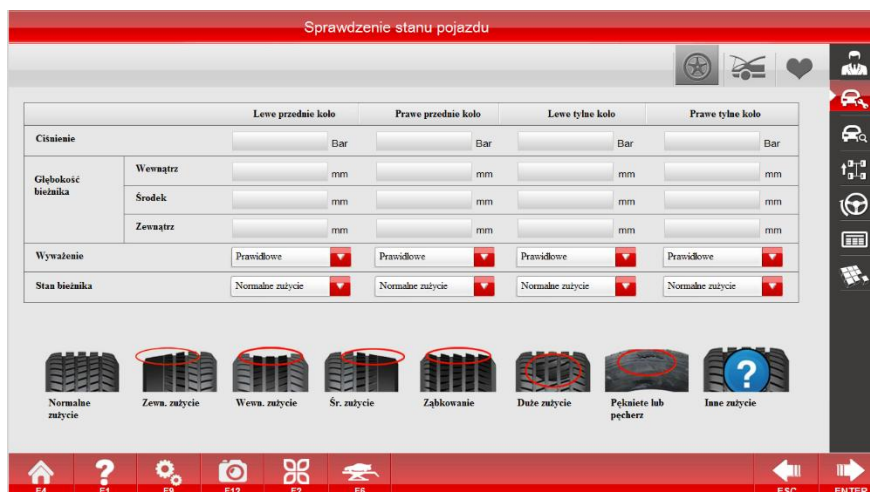 Sprawdzenie stanu pojazdu
Lewe przednie koło Prawe przednie koło Lewe tylne koło Prawe tylne koło
Ciśnienie Bar Bar Bar Bar
Głębokość bieżnika
Wewnątrz mm mm mm mm
Środek mm mm mm mm
Zewnątrz mm mm mm mm
Wyważenie Prawidłowe Prawidłowe Prawidłowe Prawidłowe
Stan bieżnika Normalne zużycie Normalne zużycie Normalne zużycie Normalne zużycie
?
Normalne zużycie
Zewn. zużycie
Wewn. zużycie
Śr. zużycie
Ząbkowanie
Duże zużycie
Pękniete lub pęcherz
Inne zużycie
?
F4 F1 F9 F12 F2 F6 ESC ENTER